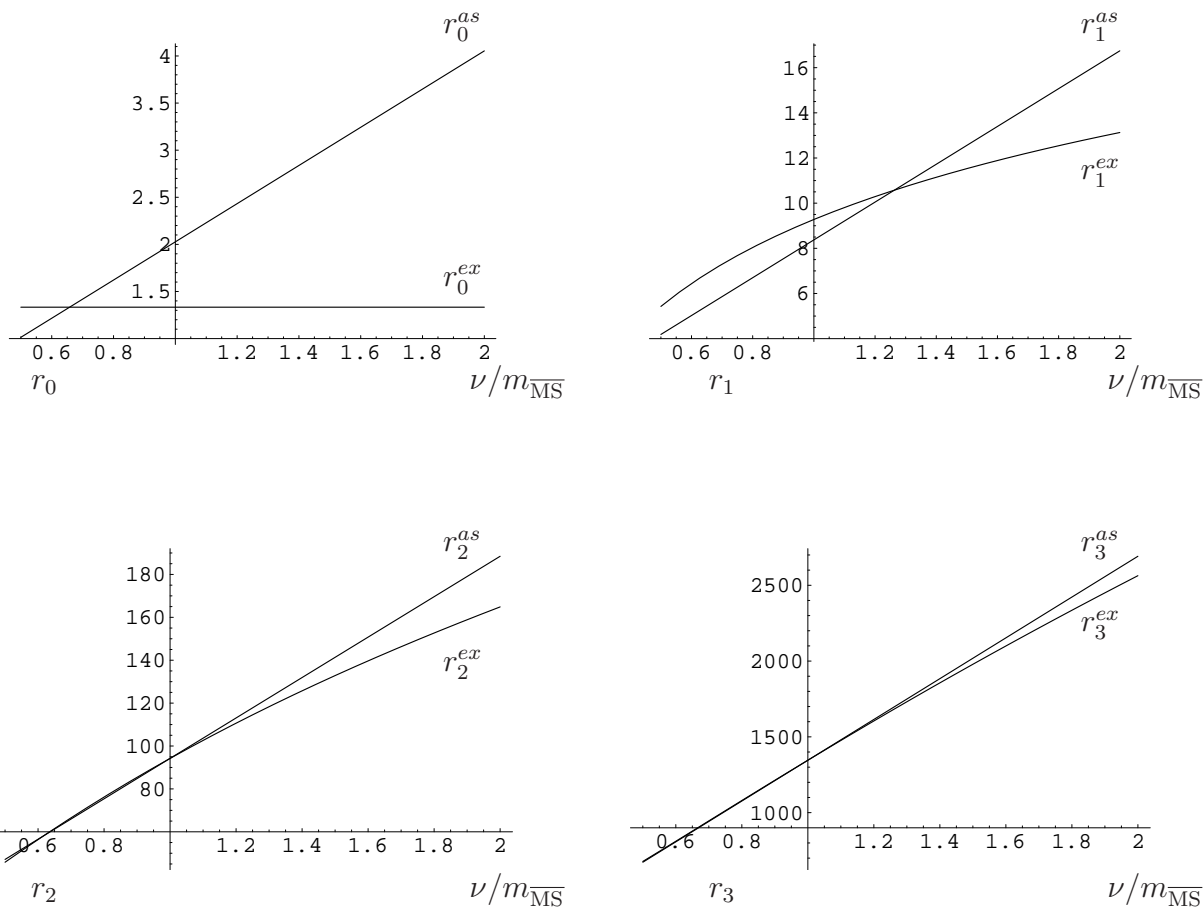 r_0^{as}
4
3.5
3
2.5
2
1.5
r_0^{ex}
0.6 0.8 1.2 1.4 1.6 1.8 2
r_0 ν/m_{\overline{MS}}
r_1^{as}
16
14
12
10
8
6
r_1^{ex}
0.6 0.8 1.2 1.4 1.6 1.8 2
r_1 ν/m_{\overline{MS}}
r_2^{as}
180
160
140
120
100
80
r_2^{ex}
0.6 0.8 1.2 1.4 1.6 1.8 2
r_2 ν/m_{\overline{MS}}
r_3^{as}
2500
2000
1500
1000
r_3^{ex}
0.6 0.8 1.2 1.4 1.6 1.8 2
r_3 ν/m_{\overline{MS}}